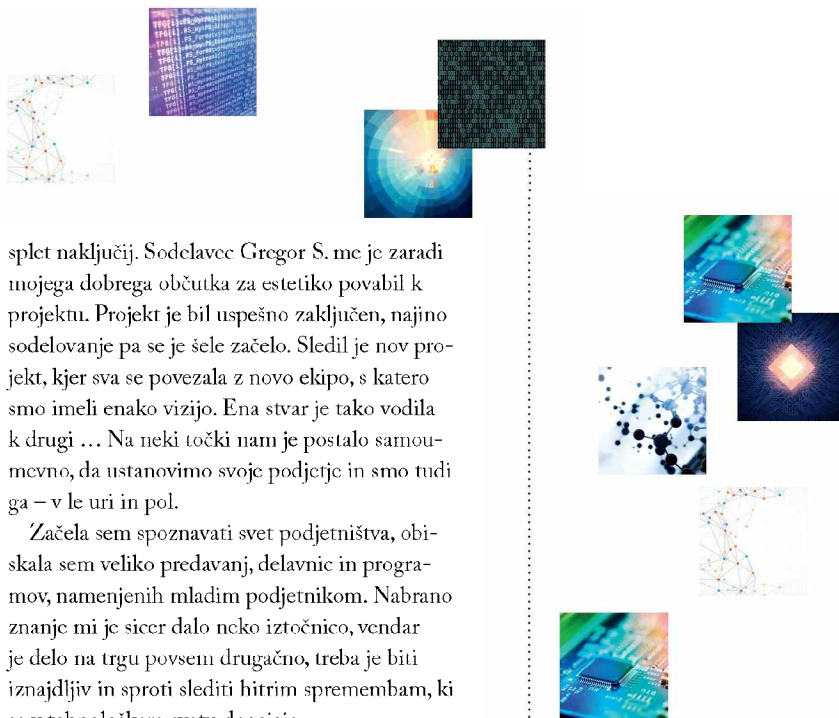 splet naključij. Sodelavec Gregor S. me je zaradi
mojega dobrega občutka za estetiko povabil k
projektu. Projekt je bil uspešno zaključen, najino
sodelovanje pa se je šele začelo. Sledil je nov pro-
jekt, kjer sva se povezala z novo ekipo, s katero
smo imeli enako vizijo. Ena stvar je tako vodila
k drugi … Na neki točki nam je postalo samou-
mevno, da ustanovimo svoje podjetje in smo tudi
ga – v le uri in pol.
Začela sem spoznavati svet podjetništva, obi-
skala sem veliko predavanj, delavnic in progra-
mov, namenjenih mladim podjetnikom. Nabrano
znanje mi je sicer dalo neko iztočnico, vendar
je delo na trgu povsem drugačno, treba je biti
iznajdljiv in sproti slediti hitrim spremembam, ki